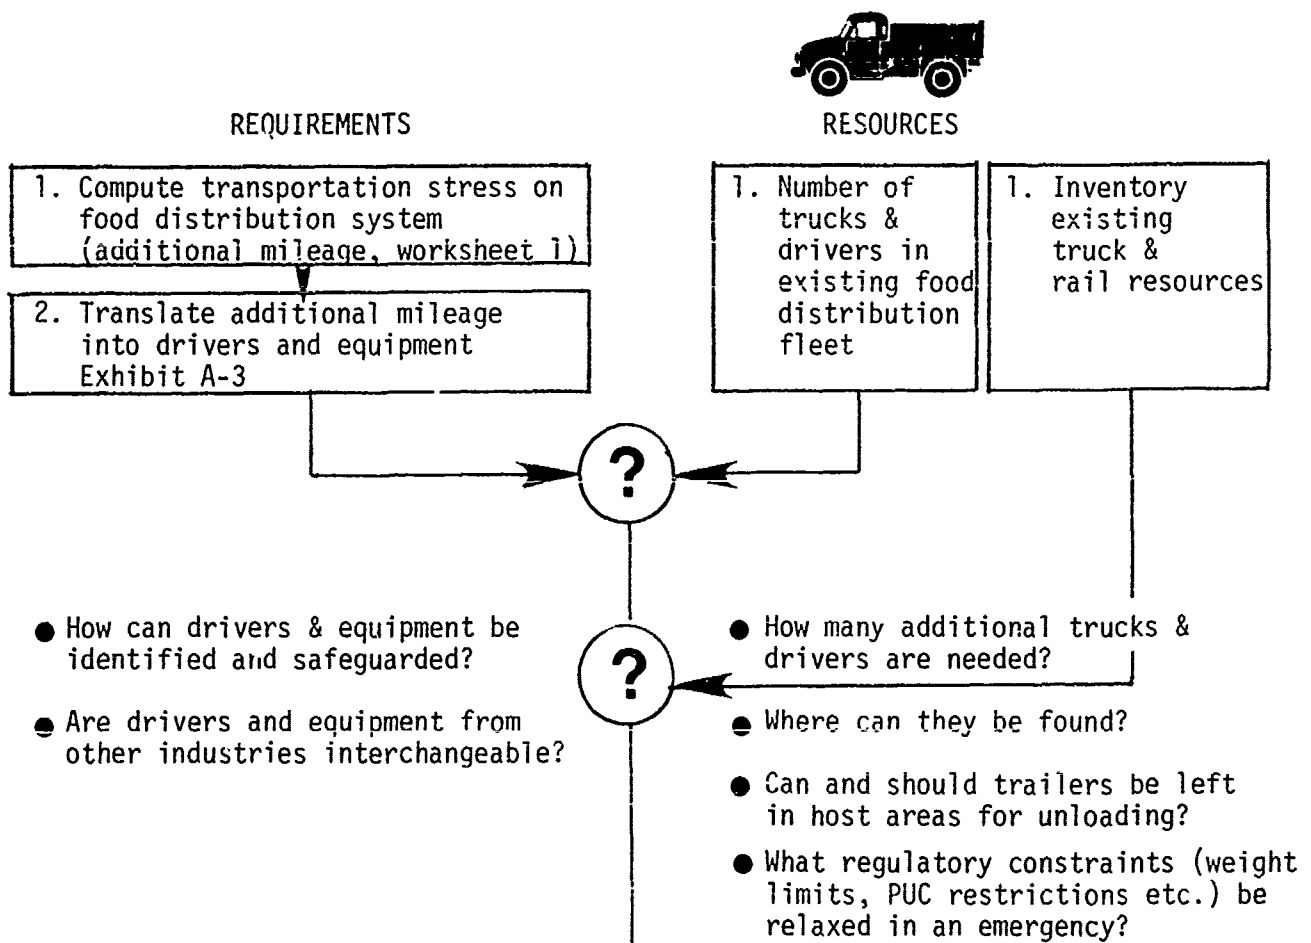 REQUIREMENTS
1. Compute transportation stress on
food distribution system
(additional mileage, worksheet 1)
2. Translate additional mileage
into drivers and equipment
Exhibit A-3
RESOURCES
1. Number of
trucks &
drivers in
existing food
distribution
fleet
1. Inventory
existing
truck &
rail resources
?
?
● How can drivers & equipment be
identified and safeguarded?
● Are drivers and equipment from
other industries interchangeable?
● How many additional trucks &
drivers are needed?
● Where can they be found?
● Can and should trailers be left
in host areas for unloading?
● What regulatory constraints (weight
limits, PUC restrictions etc.) be
relaxed in an emergency?